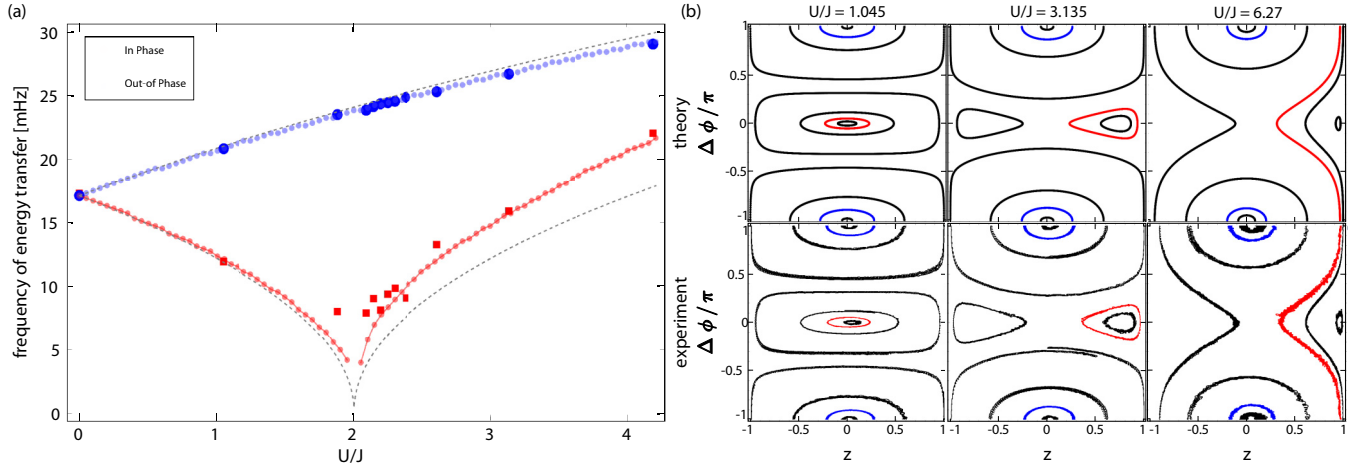 (a)
frequency of energy transfer [mHz]
30
25
20
15
10
5
0
In Phase
Out-of Phase
0
1
2
3
4
U/J
(b)
U/J = 1.045
U/J = 3.135
U/J = 6.27
theory
Δ ϕ / π
1
0.5
0
-0.5
-1
experiment
Δ ϕ / π
1
0.5
0
-0.5
-1
-1 -0.5 0 0.5 1
-1 -0.5 0 0.5 1
-1 -0.5 0 0.5 1
z
z
z